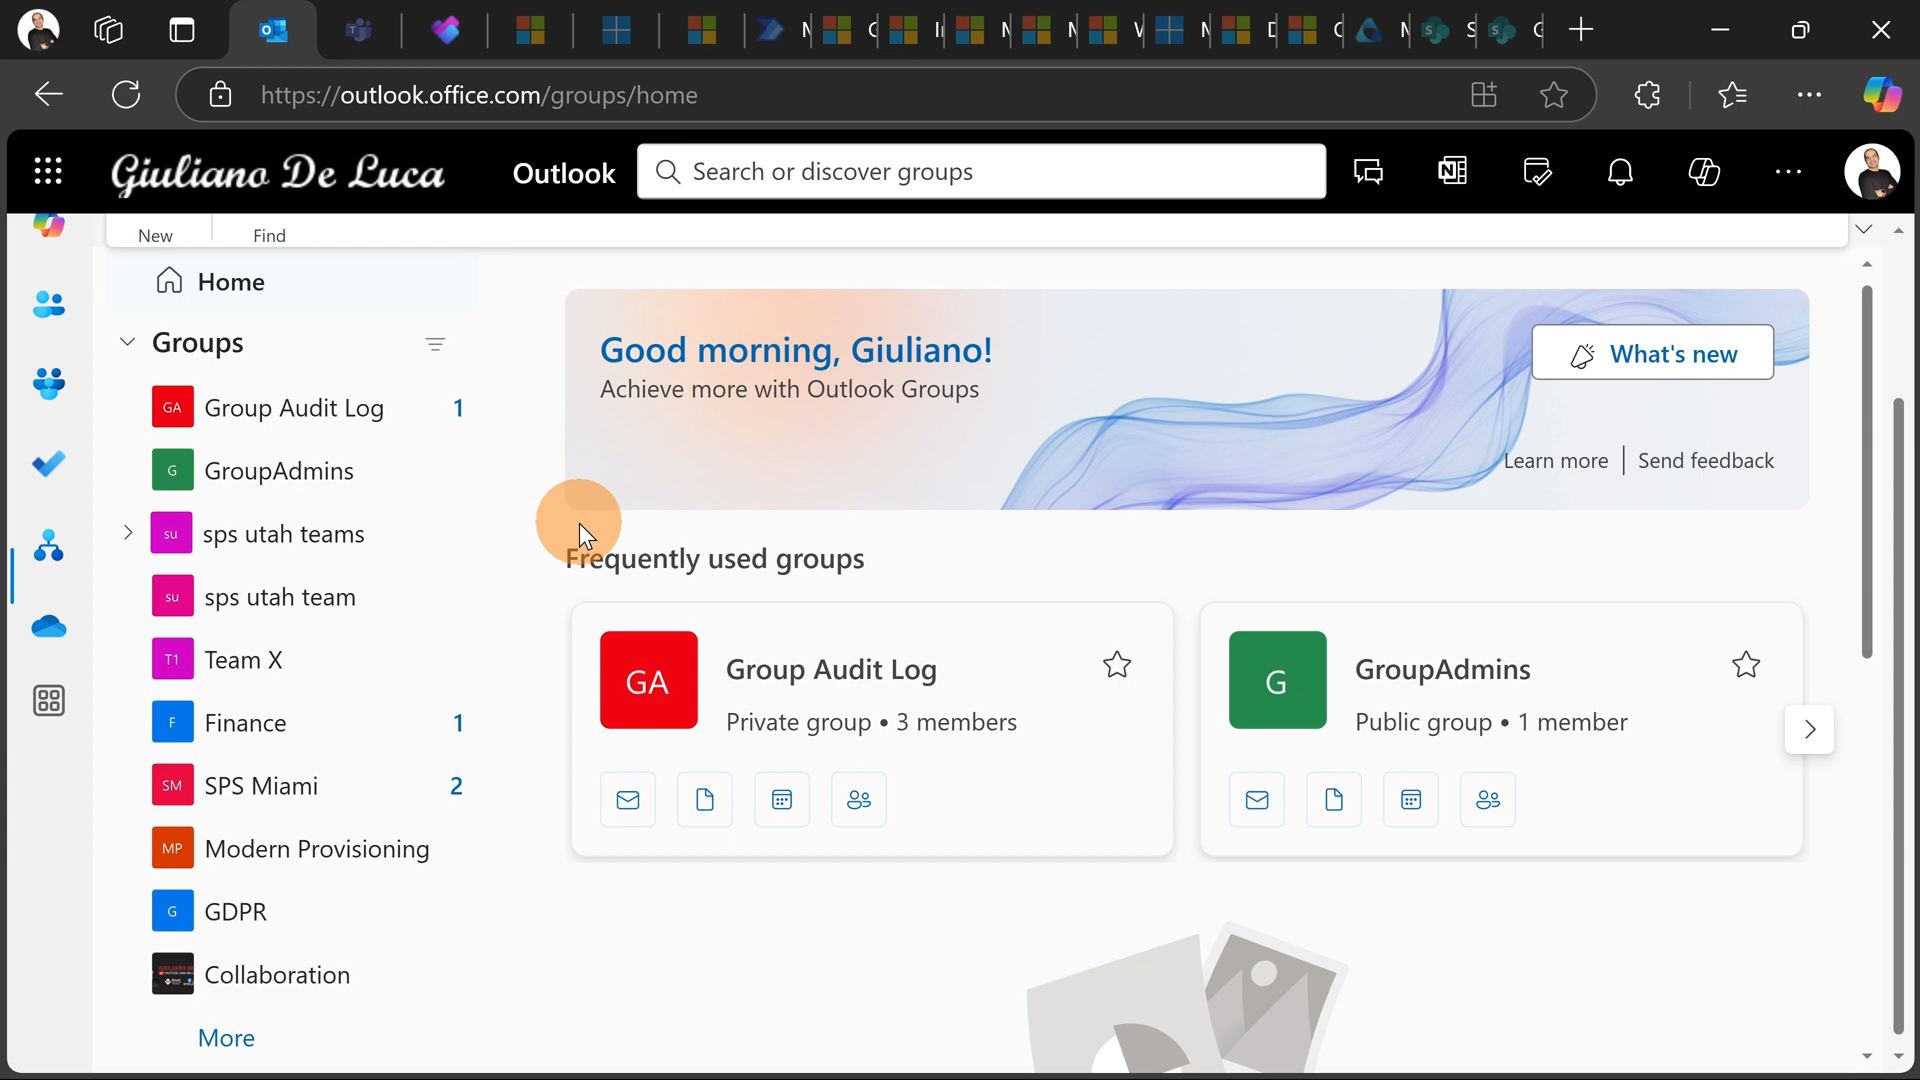 N
C
I
N
N
V
N
D
C
N
S
C
https://outlook.office.com/groups/home
Giuliano De Luca
Outlook
Search or discover groups
New
Find
Home
Groups
GA Group Audit Log 1
G GroupAdmins
su sps utah teams
su sps utah team
T1 Team X
F Finance 1
SM SPS Miami 2
MP Modern Provisioning
G GDPR
Collaboration
More
Good morning, Giuliano!
Achieve more with Outlook Groups
What's new
Learn more
Send feedback
Frequently used groups
GA
Group Audit Log
Private group • 3 members
G
GroupAdmins
Public group • 1 member